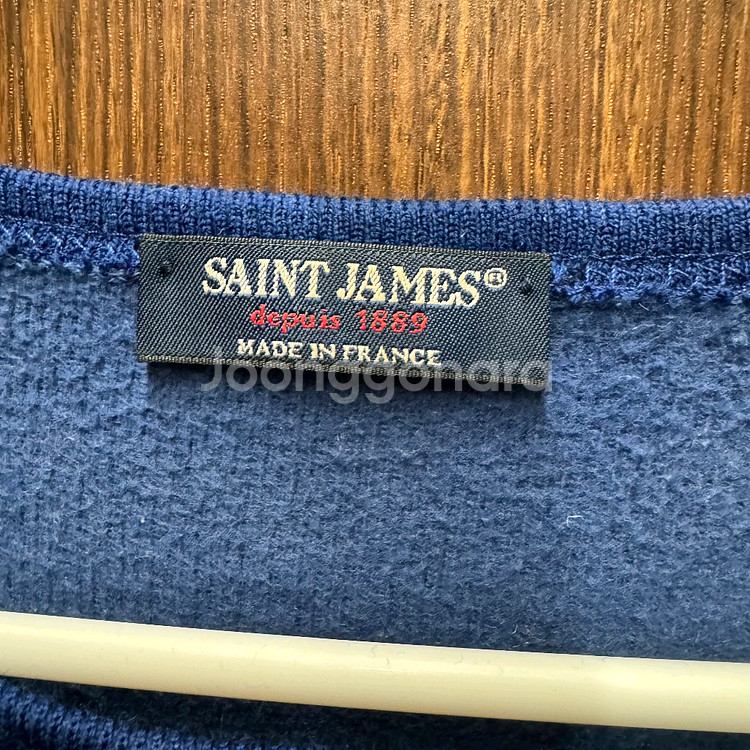 SAINT JAMES®
depuis 1889
MADE IN FRANCE
Joonggonara